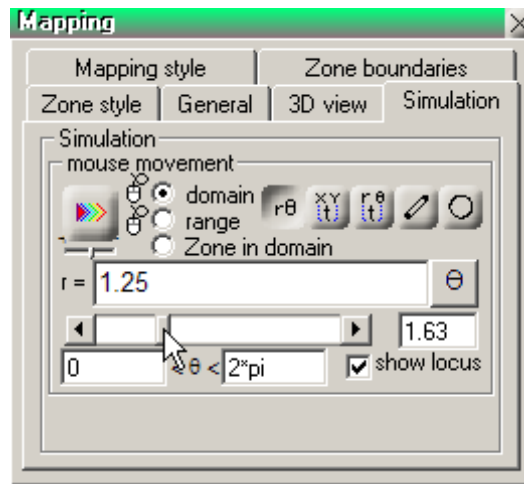 Mapping
Mapping style Zone boundaries
Zone style General 3D view Simulation
Simulation
mouse movement
domain
range
Zone in domain
rθ x y (t) r θ (t)
r = 1.25 θ
1.63
0 ≤ θ < 2*pi show locus